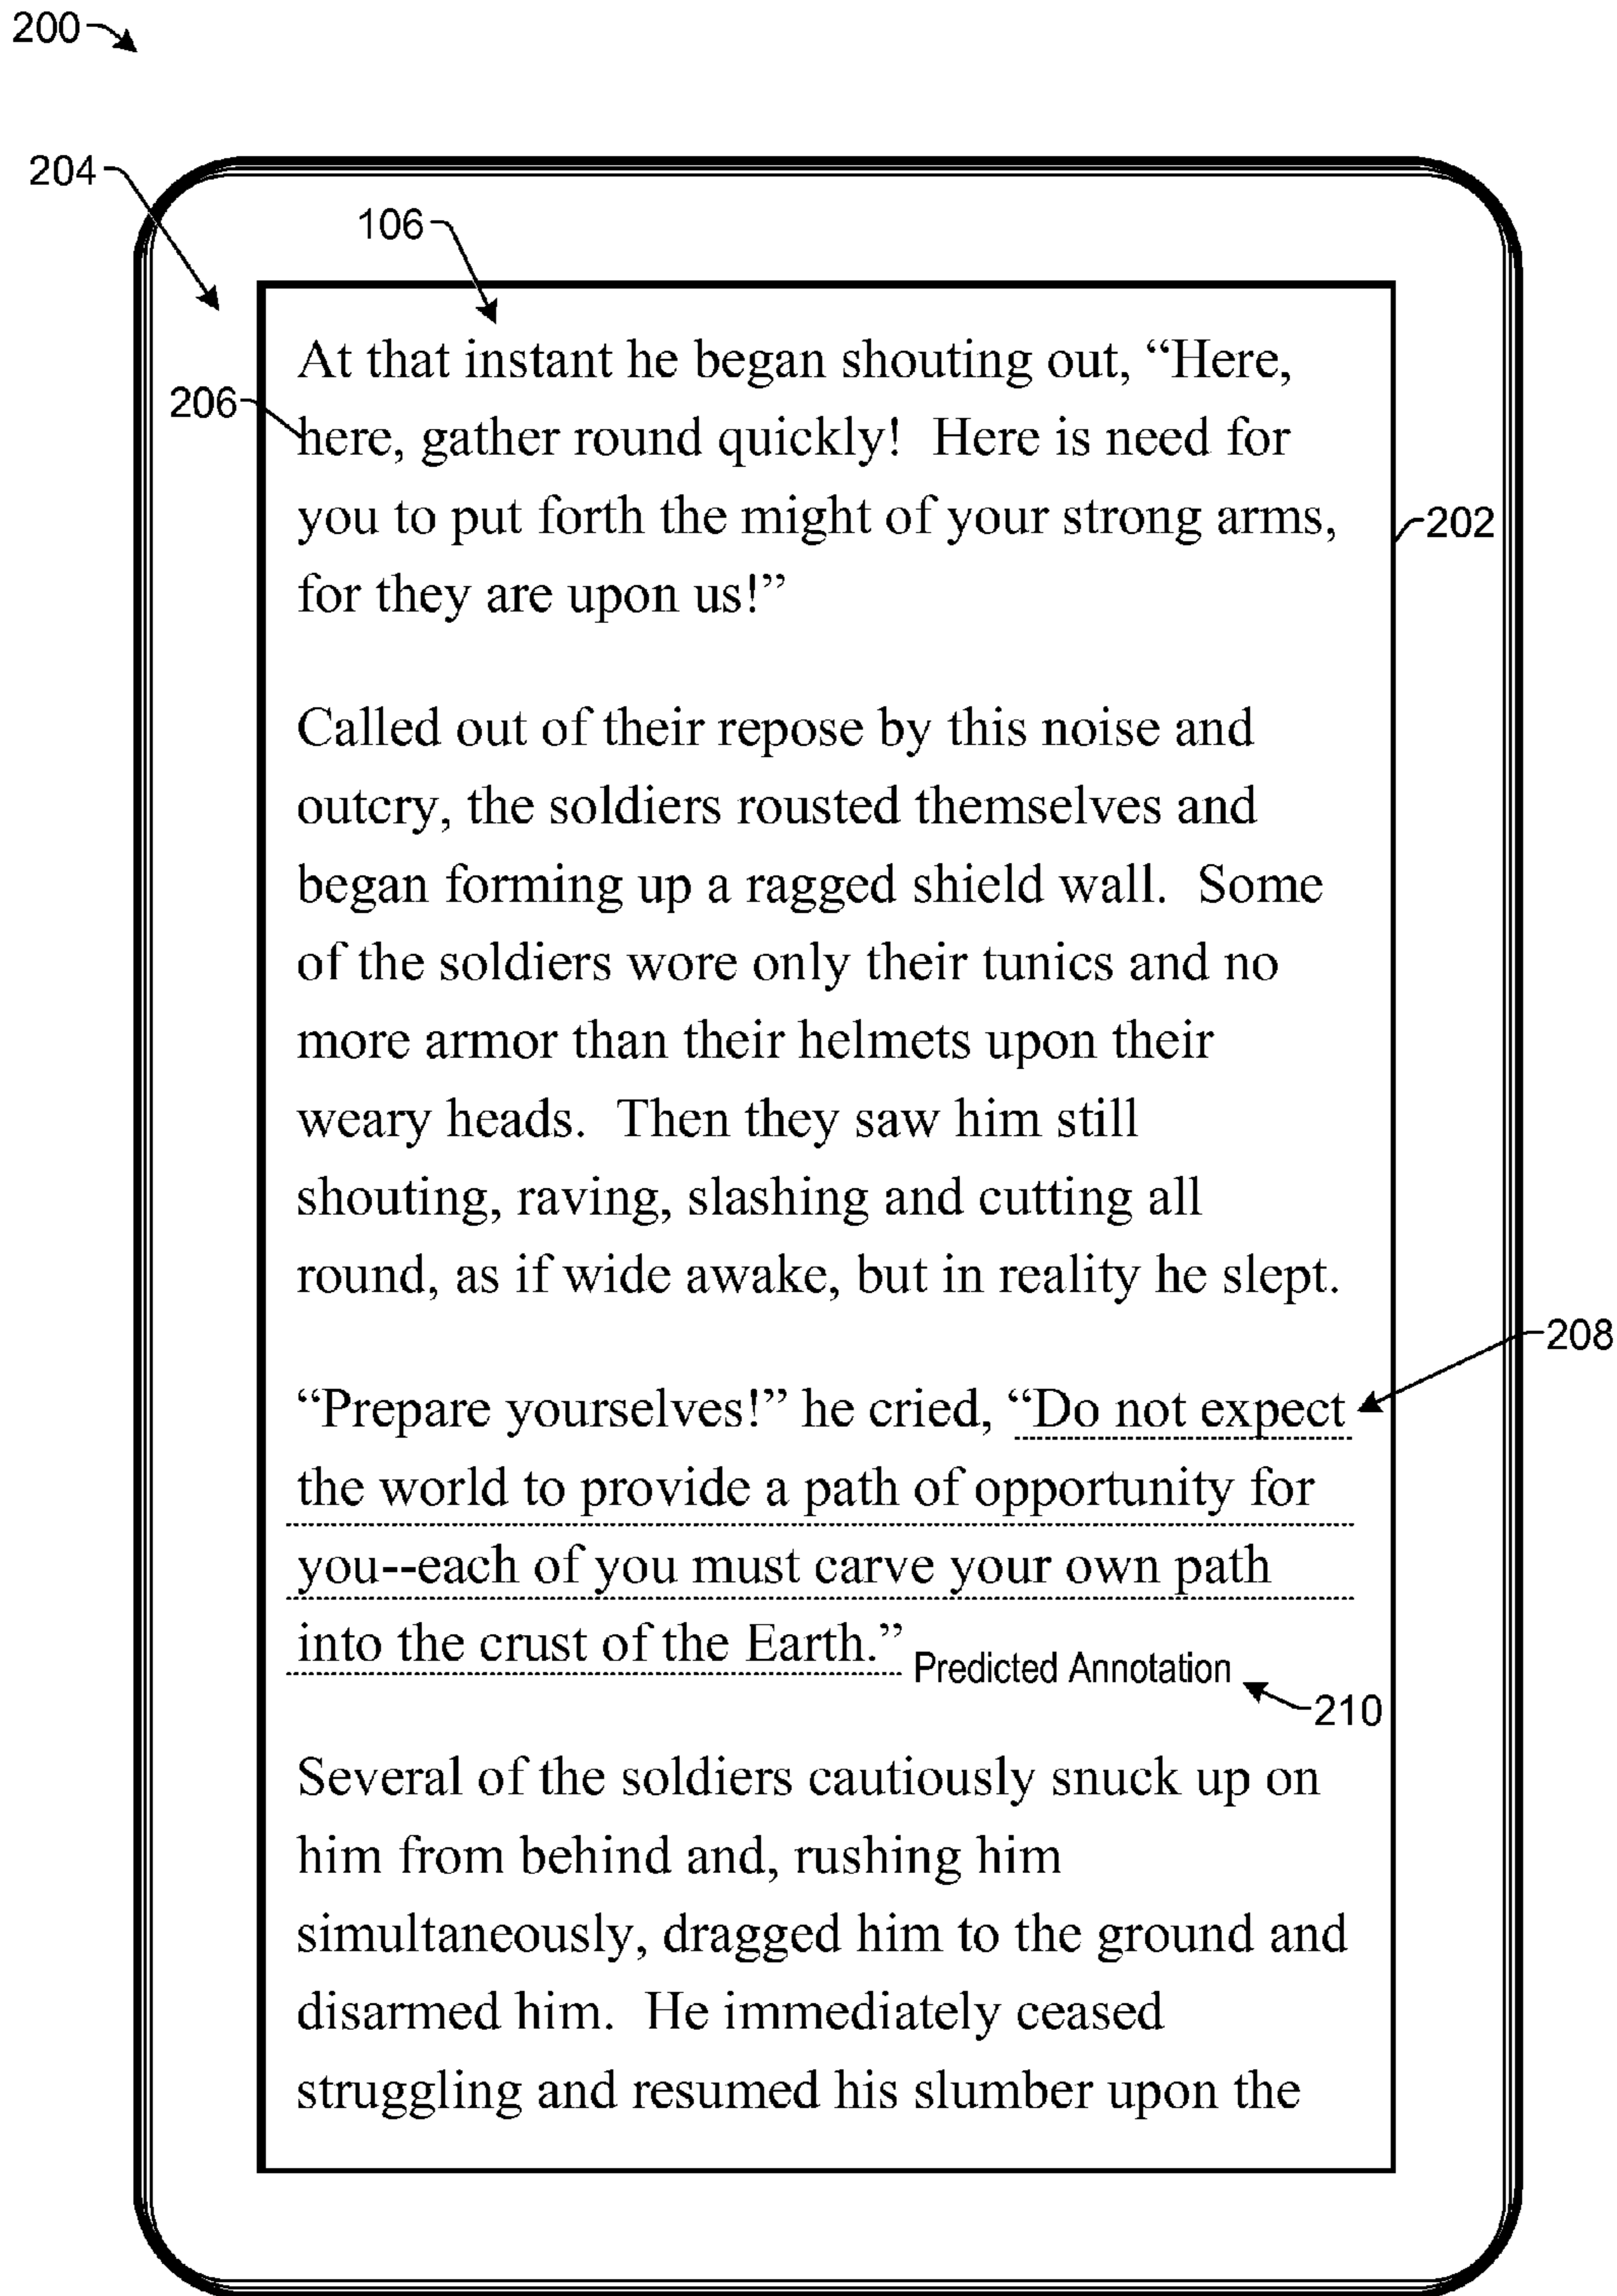 200
204
106
At that instant he began shouting out, “Here,
206
here, gather round quickly!  Here is need for
you to put forth the might of your strong arms,
202
for they are upon us!”
Called out of their repose by this noise and
outcry, the soldiers rousted themselves and
began forming up a ragged shield wall.  Some
of the soldiers wore only their tunics and no
more armor than their helmets upon their
weary heads.  Then they saw him still
shouting, raving, slashing and cutting all
round, as if wide awake, but in reality he slept.
208
“Prepare yourselves!” he cried, “Do not expect
the world to provide a path of opportunity for
you--each of you must carve your own path
into the crust of the Earth.” Predicted Annotation
210
Several of the soldiers cautiously snuck up on
him from behind and, rushing him
simultaneously, dragged him to the ground and
disarmed him.  He immediately ceased
struggling and resumed his slumber upon the